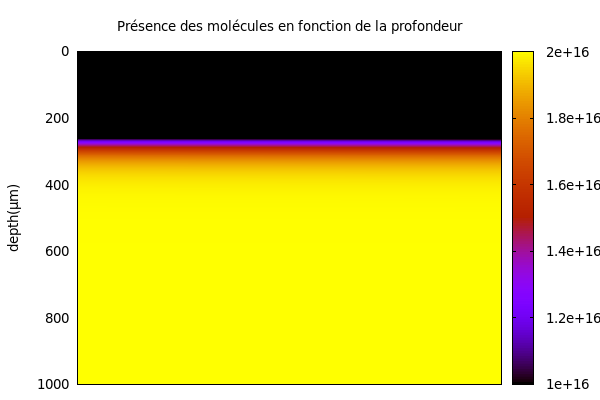 Présence des molécules en fonction de la profondeur
0
200
400
600
800
1000
depth(µm)
2e+16
1.8e+16
1.6e+16
1.4e+16
1.2e+16
1e+16